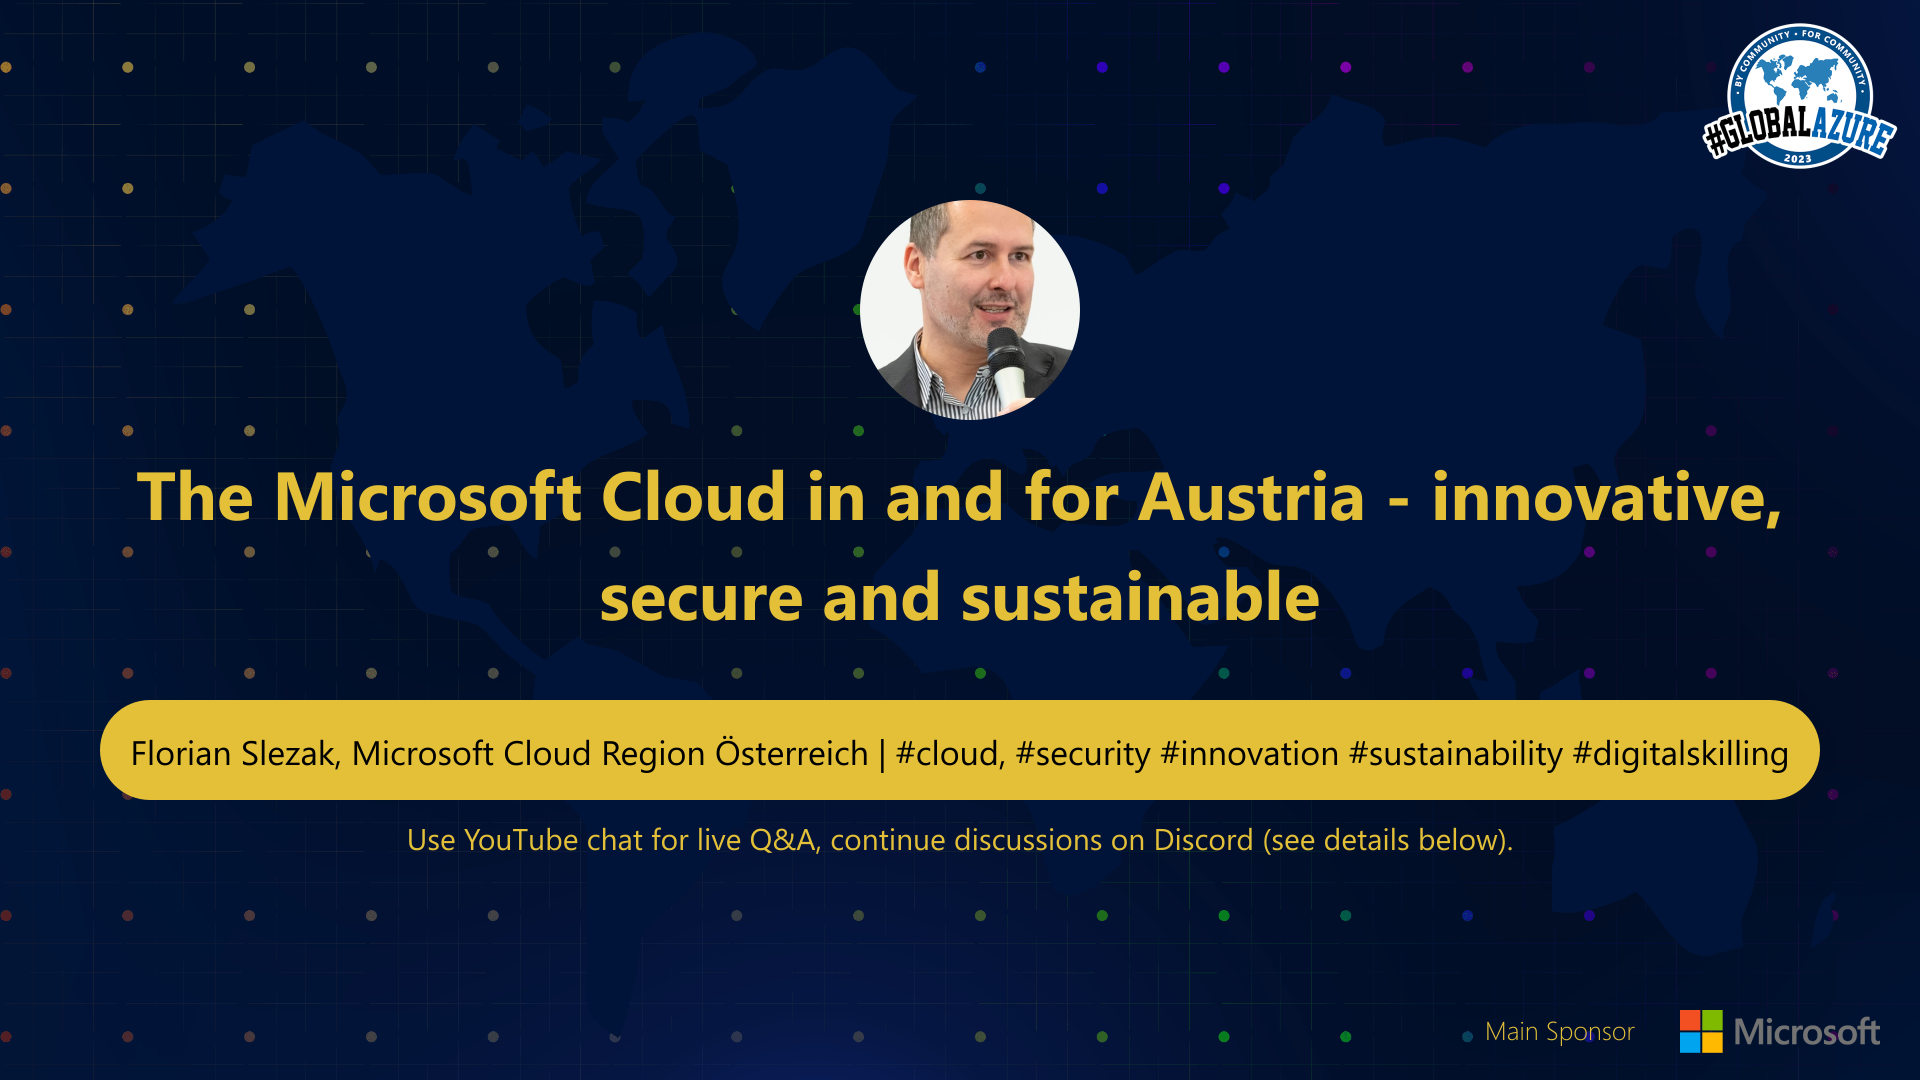 • BY COMMUNITY • FOR COMMUNITY •
#GLOBALAZURE
2023
The Microsoft Cloud in and for Austria - innovative,
secure and sustainable
Florian Slezak, Microsoft Cloud Region Österreich | #cloud, #security #innovation #sustainability #digitalskilling
Use YouTube chat for live Q&A, continue discussions on Discord (see details below).
Main Sponsor
Microsoft